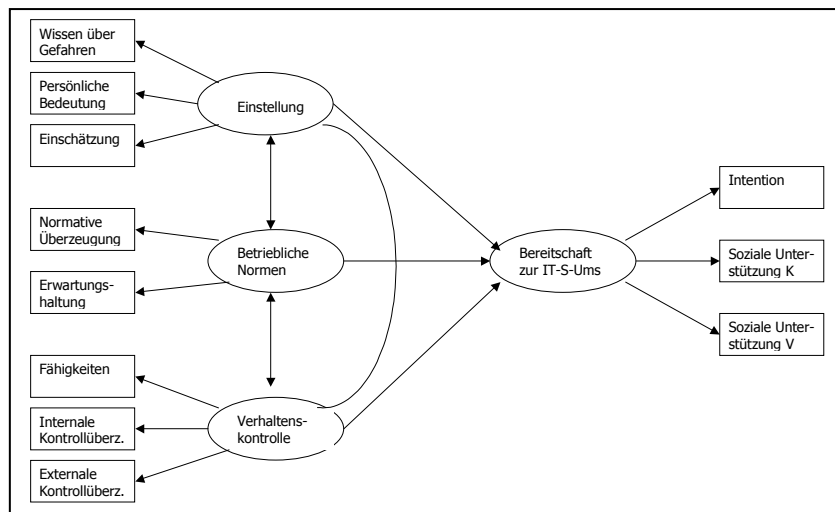 Wissen über
Gefahren
Persönliche
Bedeutung
Einschätzung
Einstellung
Normative
Überzeugung
Erwartungs-
haltung
Betriebliche
Normen
Fähigkeiten
Internale
Kontrollüberz.
Externale
Kontrollüberz.
Verhaltens-
kontrolle
Bereitschaft
zur IT-S-Ums
Intention
Soziale Unter-
stützung K
Soziale Unter-
stützung V